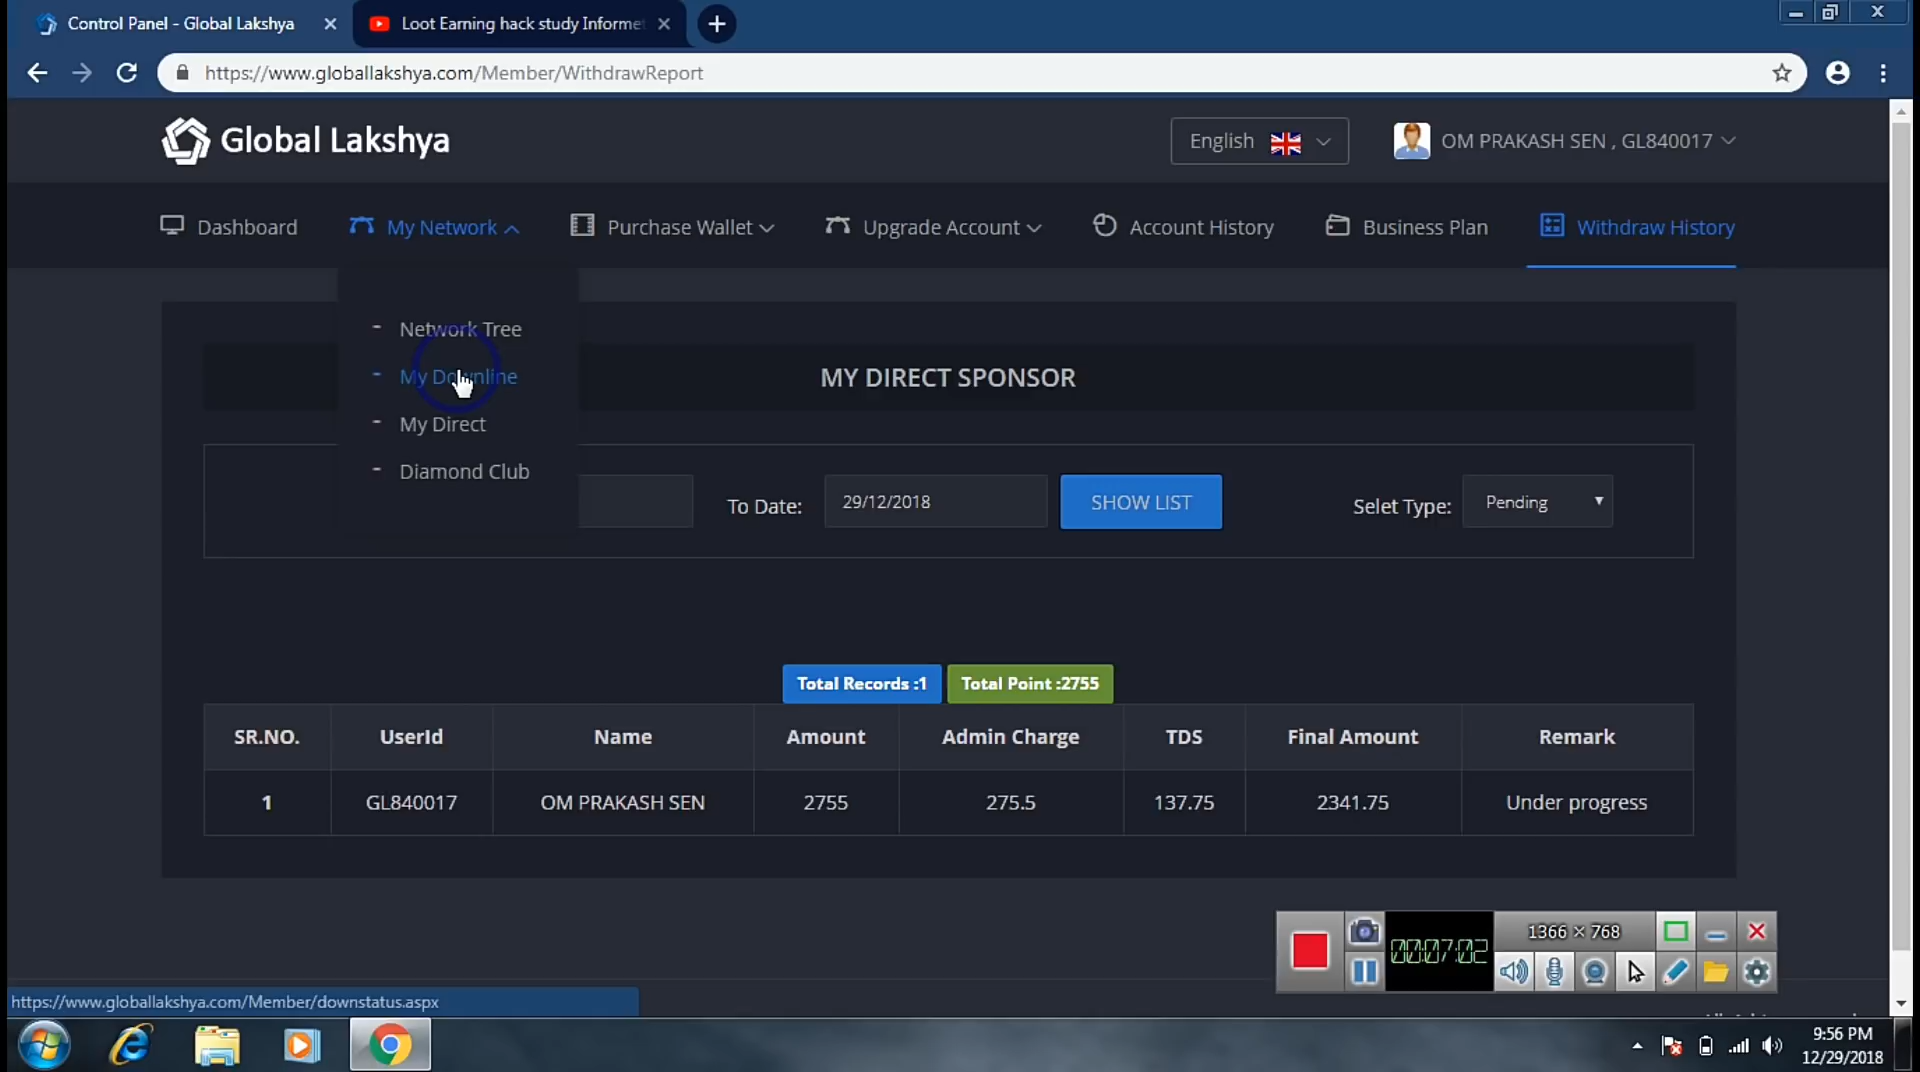 Control Panel - Global Lakshya
Loot Earning hack study Informe
https://www.globallakshya.com/Member/WithdrawReport
Global Lakshya
English
OM PRAKASH SEN , GL840017
Dashboard
My Network
Purchase Wallet
Upgrade Account
Account History
Business Plan
Withdraw History
- Network Tree
- My Downline
- My Direct
- Diamond Club
MY DIRECT SPONSOR
To Date:
29/12/2018
SHOW LIST
Selet Type:
Pending
Total Records :1
Total Point :2755
SR.NO. UserId Name Amount Admin Charge TDS Final Amount Remark
1 GL840017 OM PRAKASH SEN 2755 275.5 137.75 2341.75 Under progress
1366 × 768
00:07:02
https://www.globallakshya.com/Member/downstatus.aspx
9:56 PM
12/29/2018